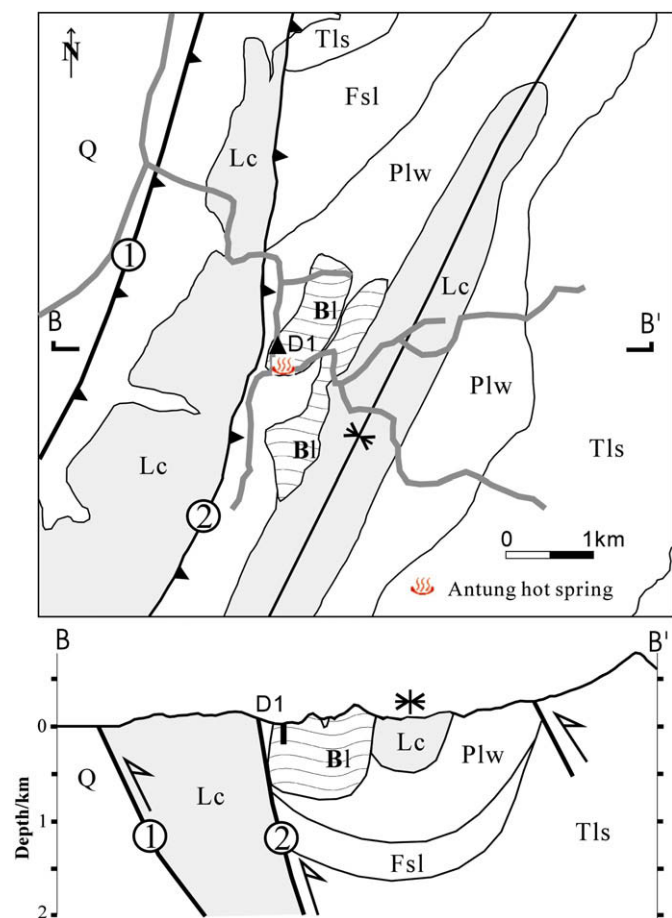 N
Tls
Fsl
Q
Lc
Plw
1
B
Bl
D1
Lc
B'
Plw
Lc
Bl
Tls
2
0 1km
Antung hot spring
B B'
D1
0
Q Lc Bl Lc Plw
1
1 2 Tls
Fsl
2
Depth/km